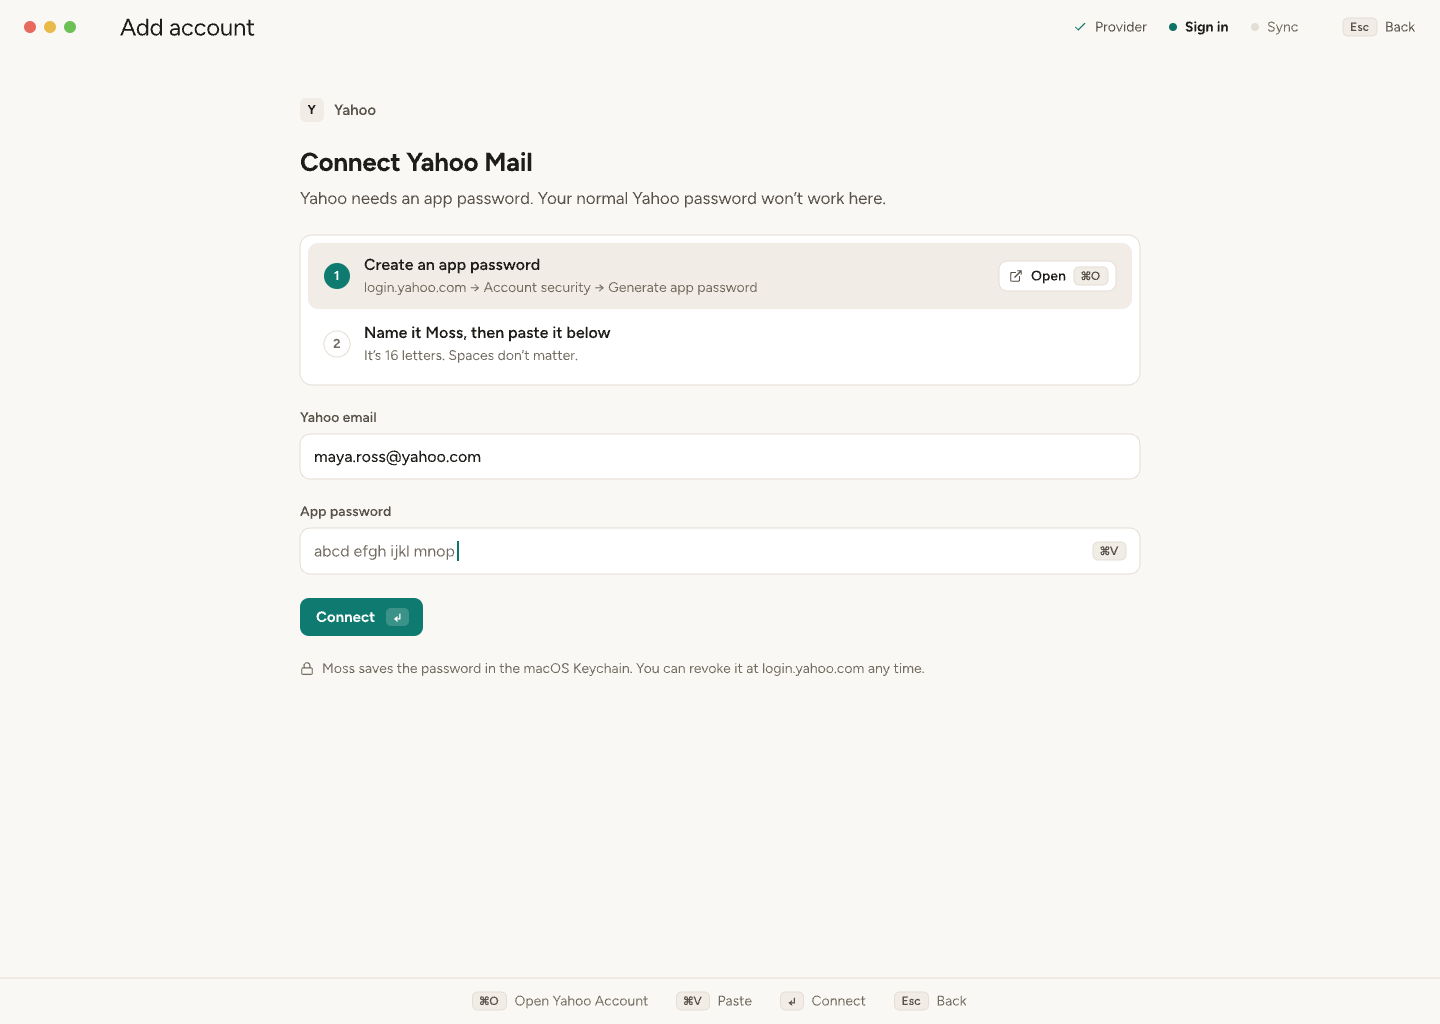 Add account
Provider
Sign in
Sync
Esc Back
Y Yahoo
Connect Yahoo Mail
Yahoo needs an app password. Your normal Yahoo password won’t work here.
1 Create an app password
login.yahoo.com → Account security → Generate app password
Open ⌘O
2 Name it Moss, then paste it below
It’s 16 letters. Spaces don’t matter.
Yahoo email
maya.ross@yahoo.com
App password
abcd efgh ijkl mnop ⌘V
Connect ↵
Moss saves the password in the macOS Keychain. You can revoke it at login.yahoo.com any time.
⌘O Open Yahoo Account ⌘V Paste ↵ Connect Esc Back